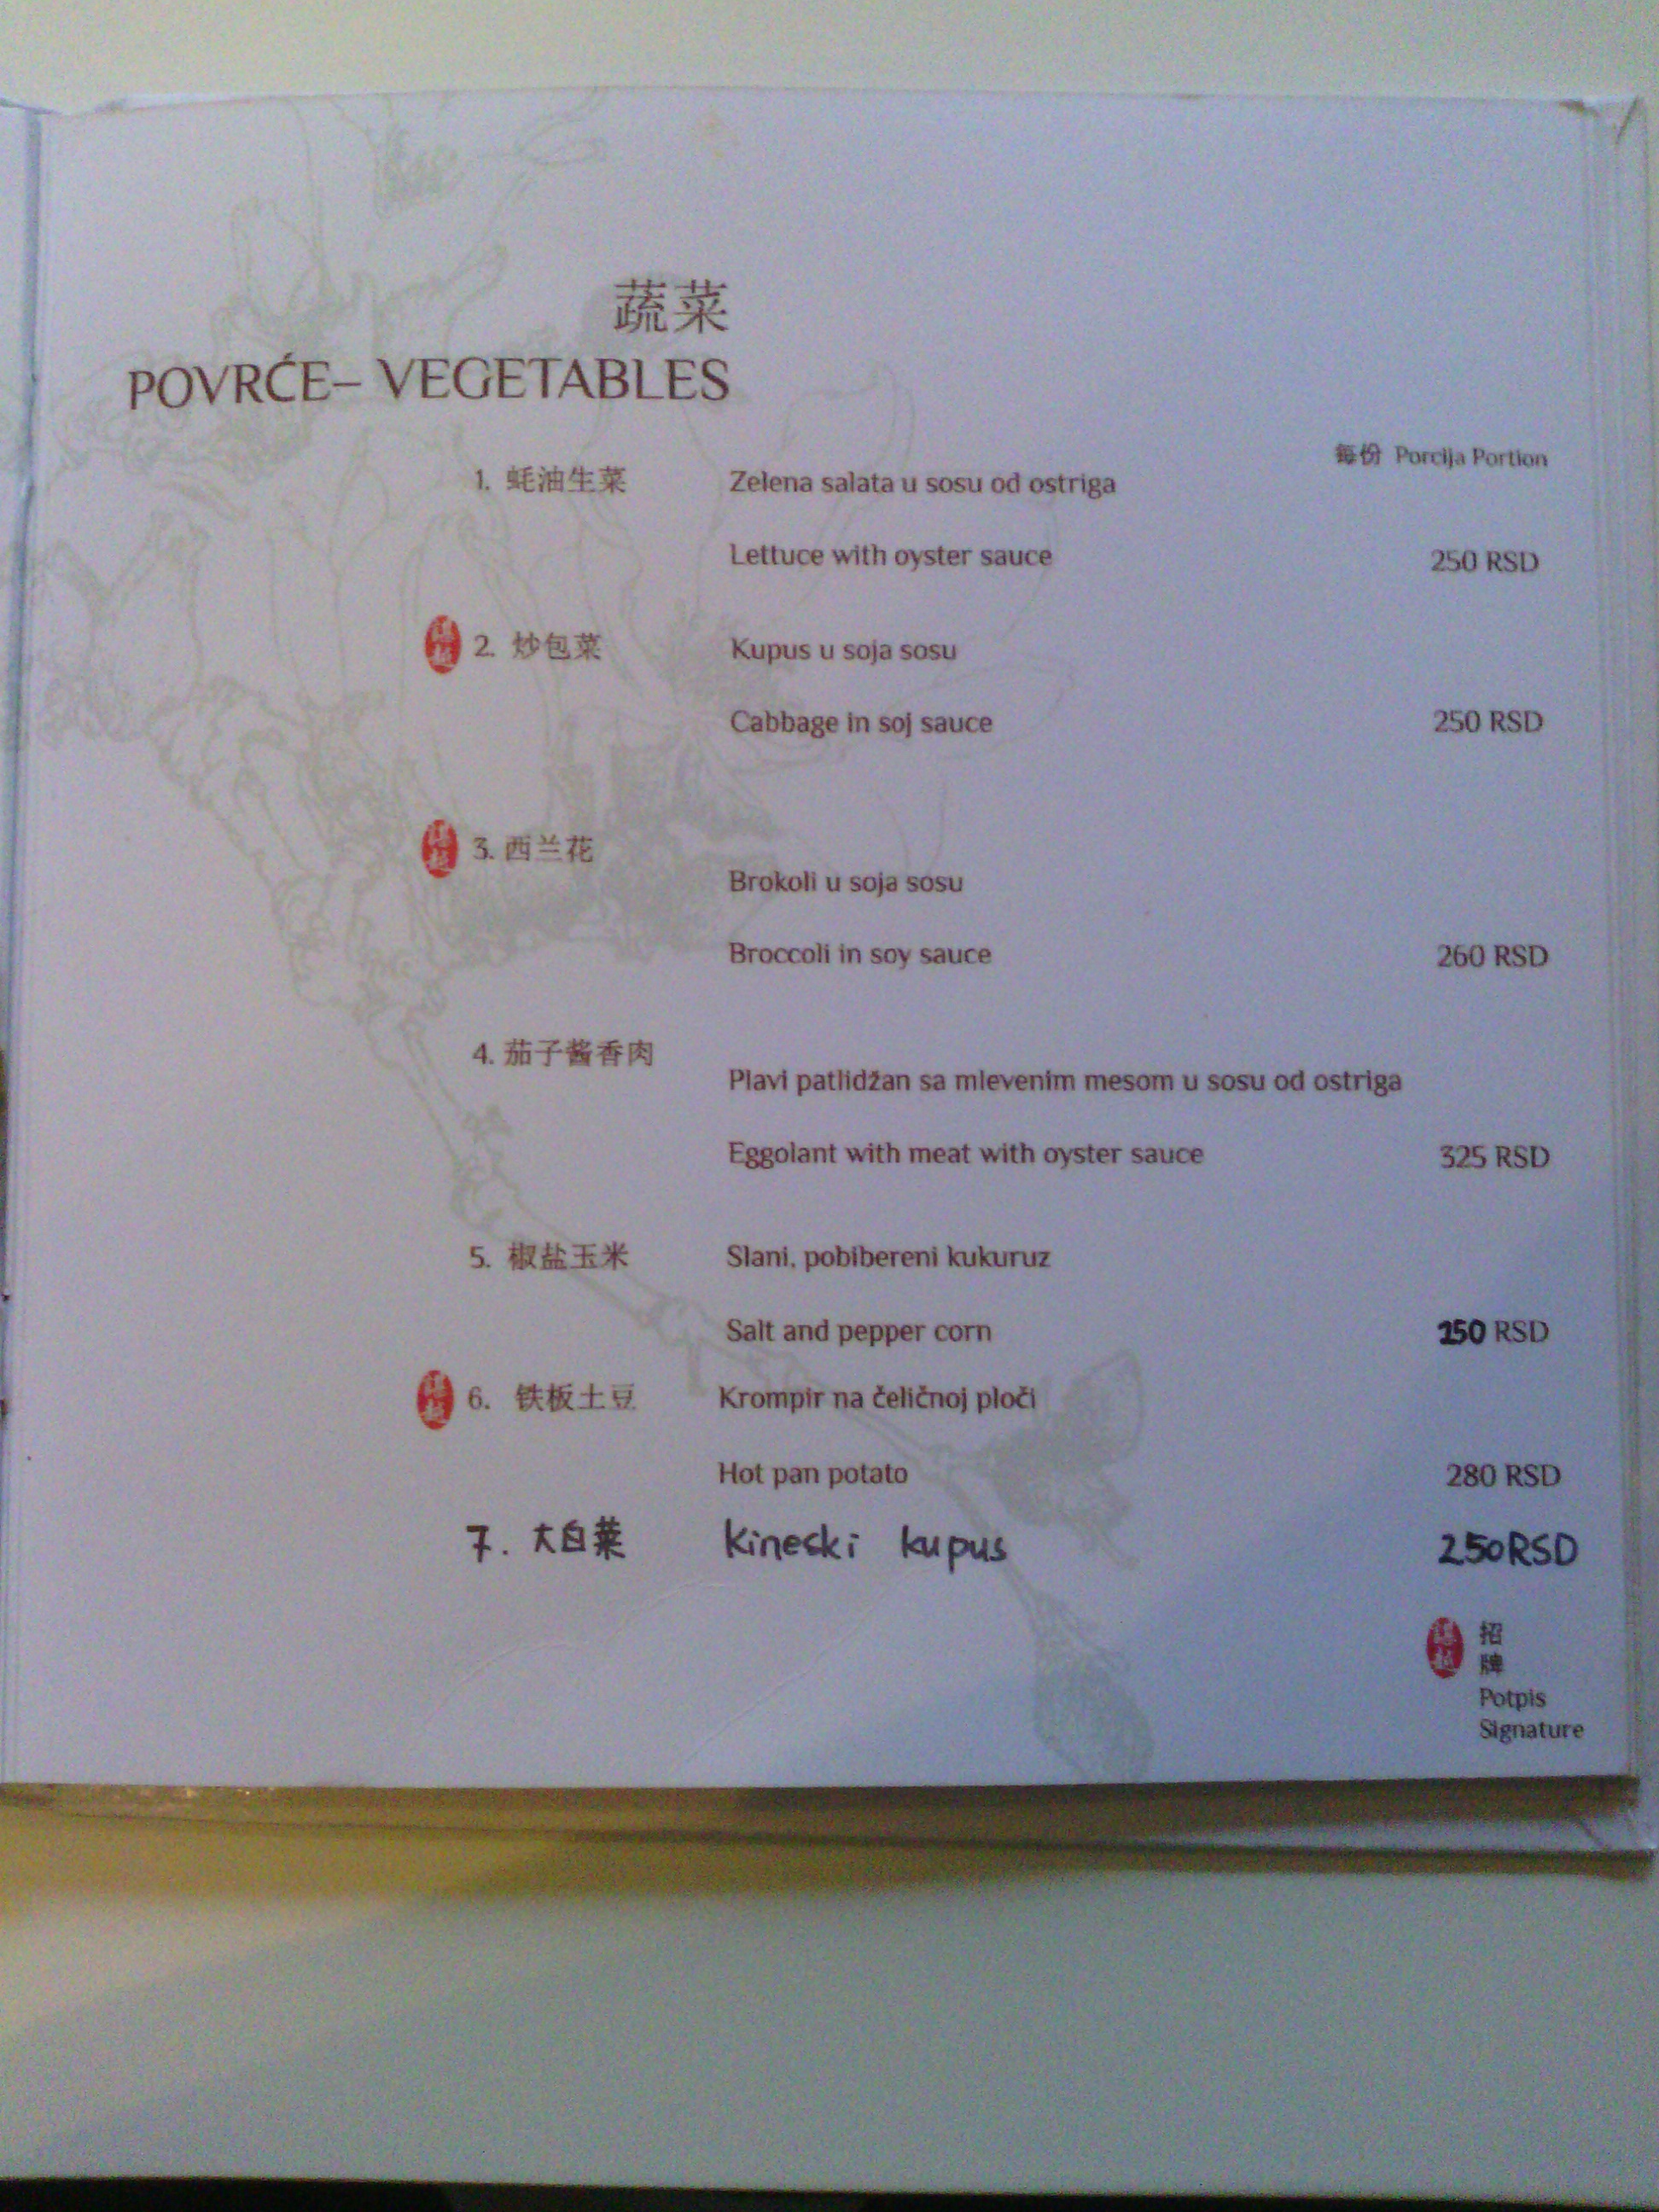 蔬菜
POVRĆE– VEGETABLES
每份 Porcija Portion
1. 蚝油生菜 Zelena salata u sosu od ostriga
Lettuce with oyster sauce 250 RSD
2. 炒包菜 Kupus u soja sosu
Cabbage in soj sauce 250 RSD
3. 西兰花
Brokoli u soja sosu
Broccoli in soy sauce 260 RSD
4. 茄子酱香肉
Plavi patlidžan sa mlevenim mesom u sosu od ostriga
Eggolant with meat with oyster sauce 325 RSD
5. 椒盐玉米 Slani, pobibereni kukuruz
Salt and pepper corn 250 RSD
6. 铁板土豆 Krompir na čeličnoj ploči
Hot pan potato 280 RSD
7. 大白菜 Kineski kupus 250RSD
招
牌
Potpis
Signature